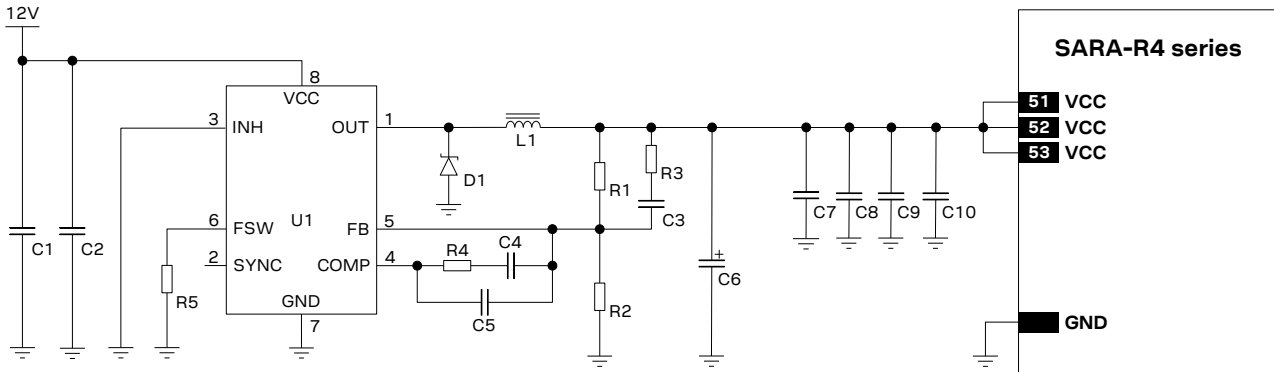 12V
SARA-R4 series
8
VCC
51 VCC
3 INH OUT 1
52 VCC
L1
53 VCC
D1
R1
R3
C3
C7 C8 C9 C10
6 FSW U1 FB 5
C1 C2
R4 C4
2 SYNC COMP 4
+
C6
R5
GND
C5
R2
7
GND